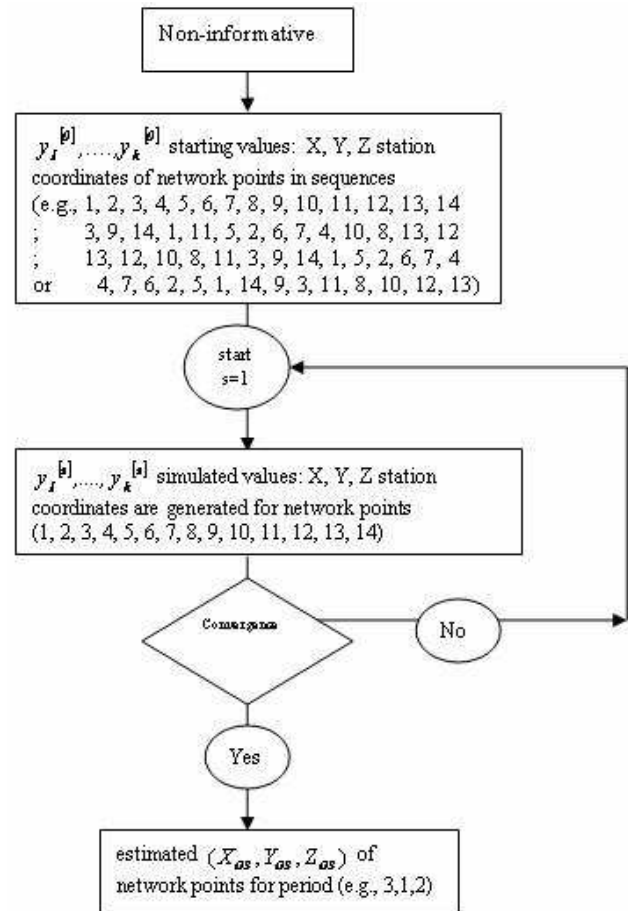 Non-informative
y₁^[0],....,yₖ^[0] starting values: X, Y, Z station
coordinates of network points in sequences
(e.g., 1, 2, 3, 4, 5, 6, 7, 8, 9, 10, 11, 12, 13, 14
; 3, 9, 14, 1, 11, 5, 2, 6, 7, 4, 10, 8, 13, 12
; 13, 12, 10, 8, 11, 3, 9, 14, 1, 5, 2, 6, 7, 4
or 4, 7, 6, 2, 5, 1, 14, 9, 3, 11, 8, 10, 12, 13)
start
s=1
y₁^[s],...., yₖ^[s] simulated values: X, Y, Z station
coordinates are generated for network points
(1, 2, 3, 4, 5, 6, 7, 8, 9, 10, 11, 12, 13, 14)
Convergence
No
Yes
estimated (X_GS, Y_GS, Z_GS) of
network points for period (e.g., 3,1,2)